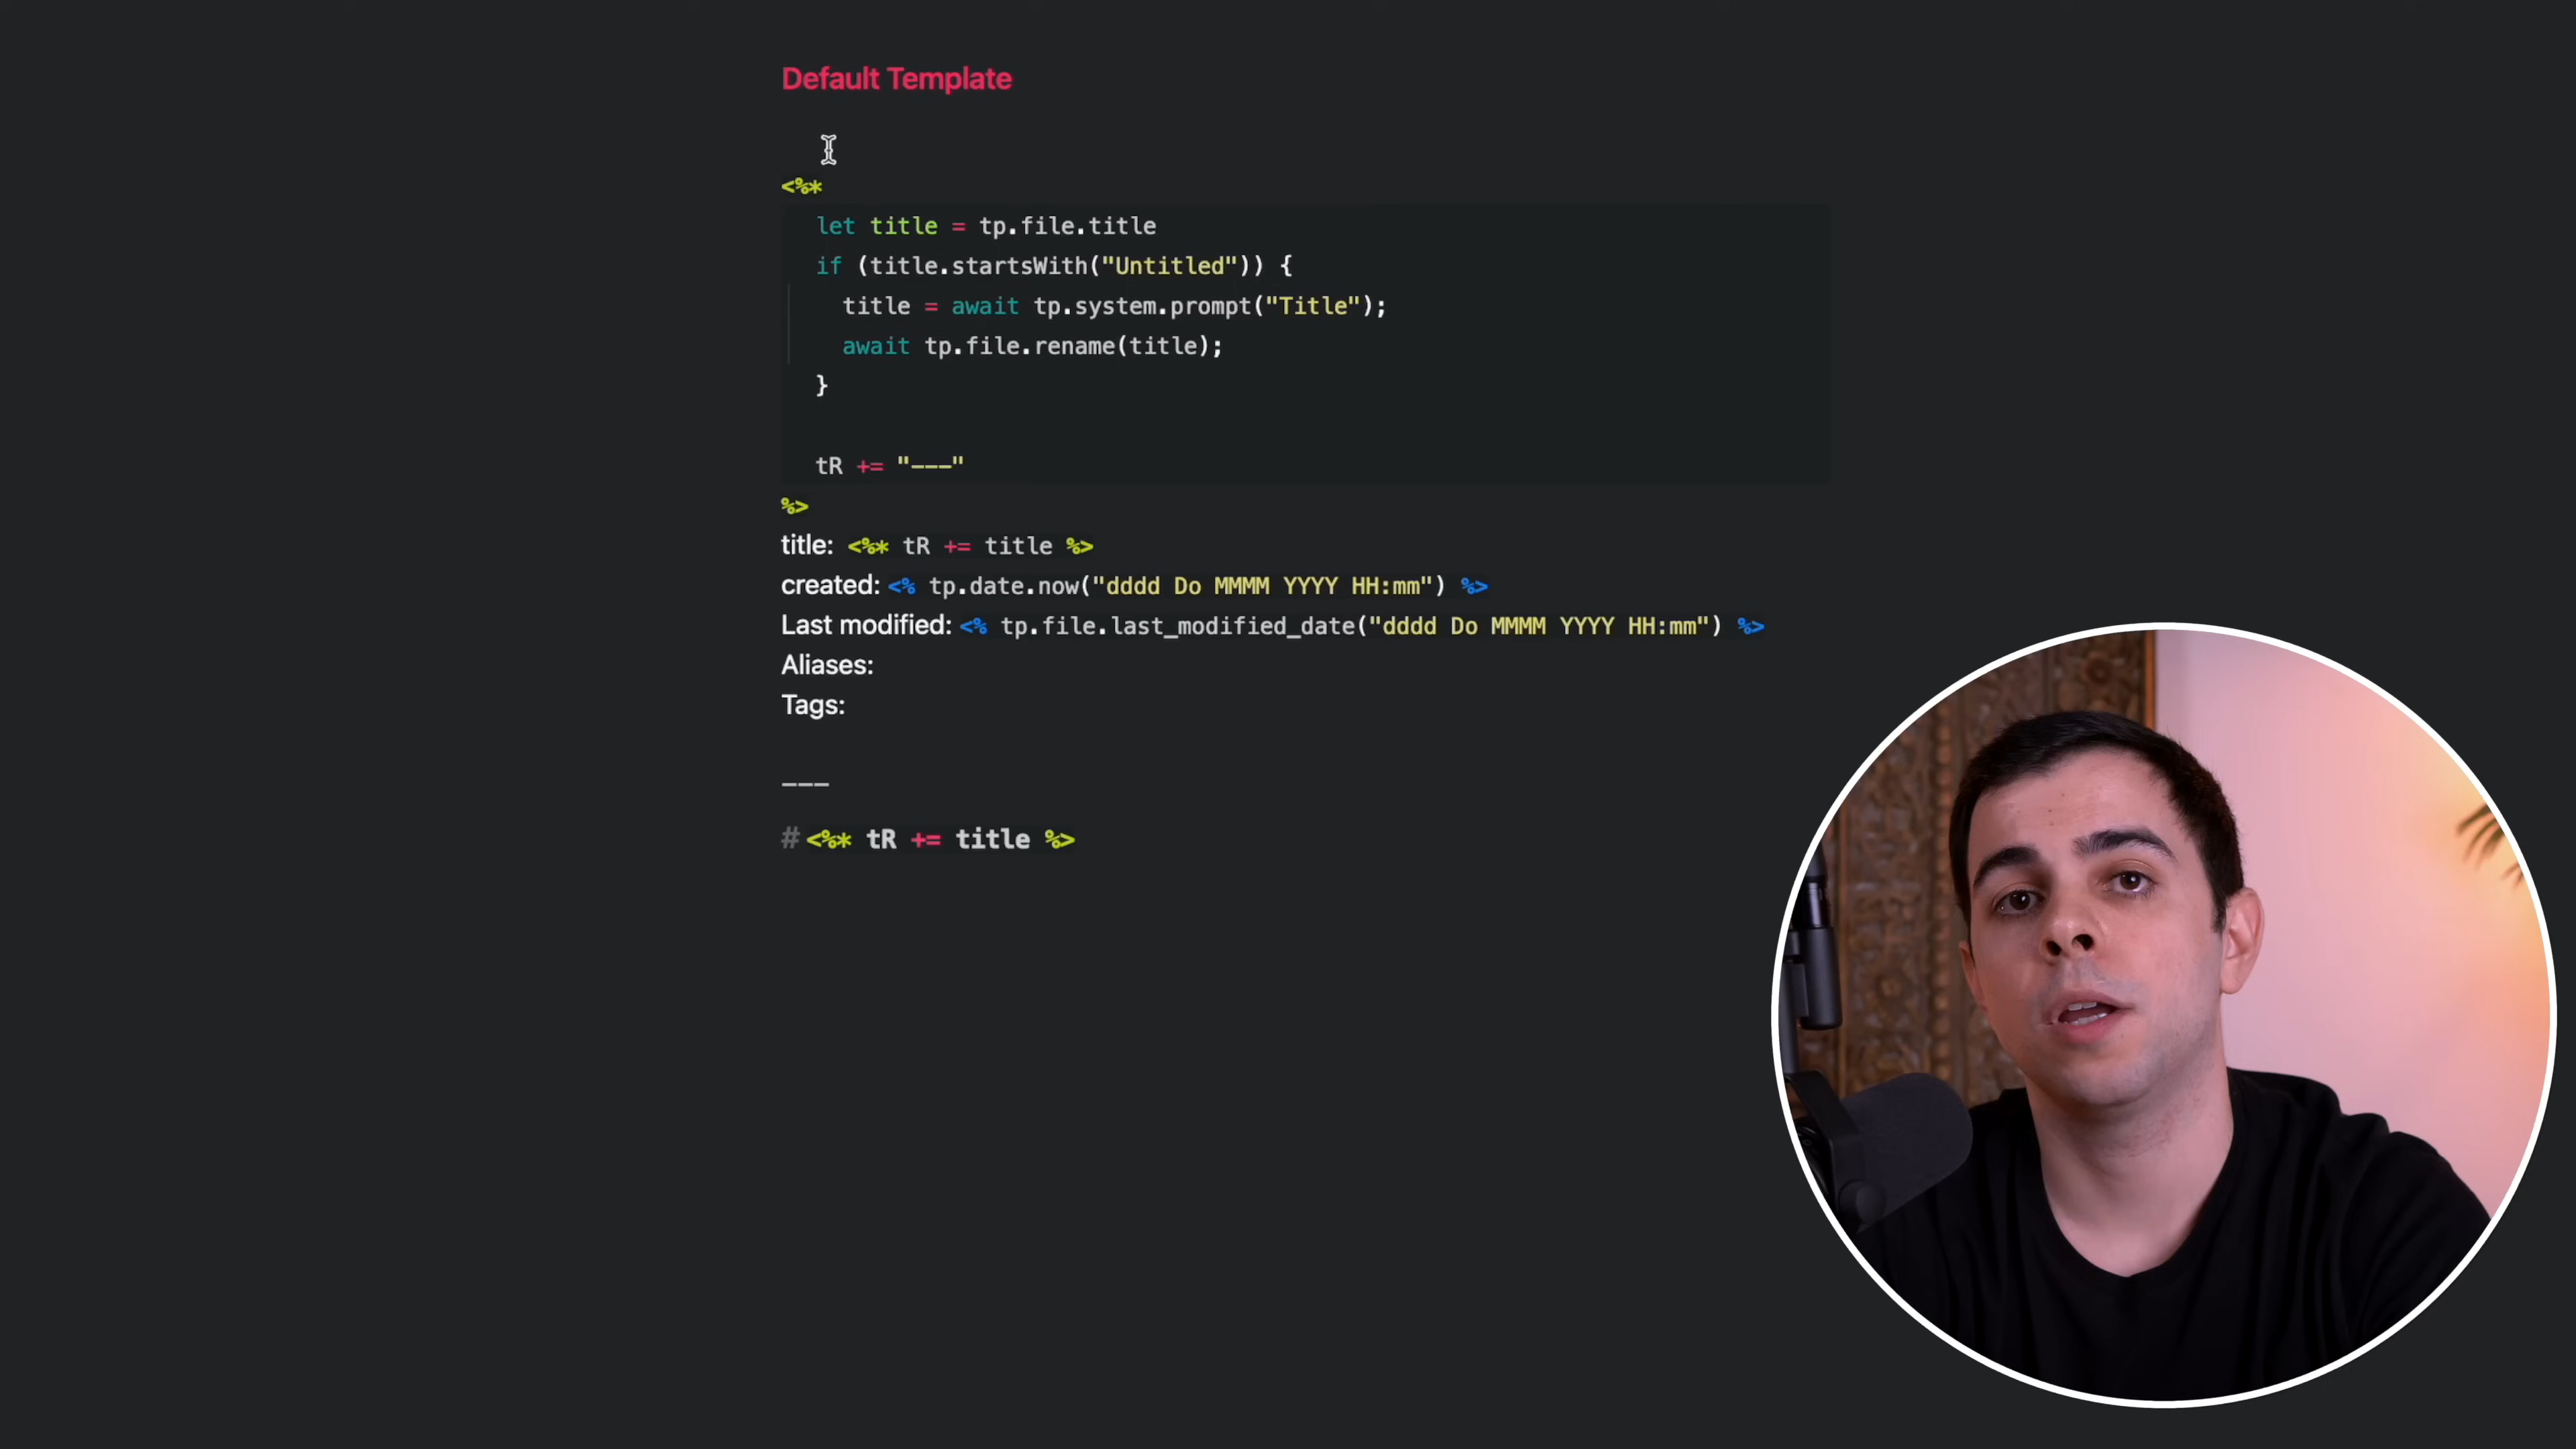 Default Template
<%*
let title = tp.file.title
if (title.startsWith("Untitled")) {
title = await tp.system.prompt("Title");
await tp.file.rename(title);
}
tR += "---"
%>
title: <%* tR += title %>
created: <% tp.date.now("dddd Do MMMM YYYY HH:mm") %>
Last modified: <% tp.file.last_modified_date("dddd Do MMMM YYYY HH:mm") %>
Aliases:
Tags:
---
# <%* tR += title %>